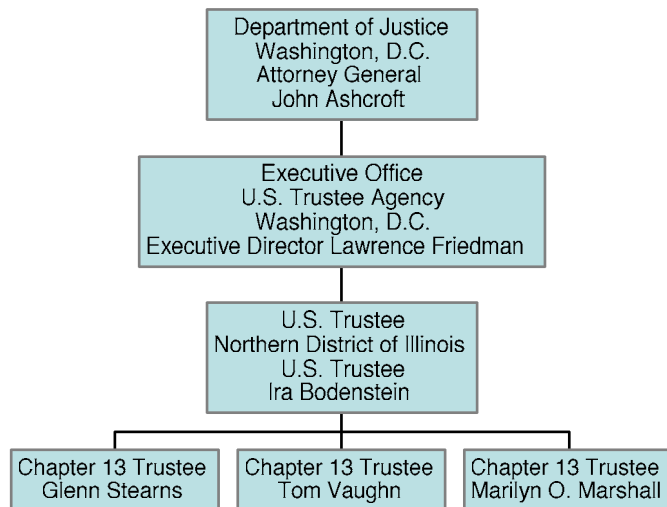 Department of Justice
Washington, D.C.
Attorney General
John Ashcroft
Executive Office
U.S. Trustee Agency
Washington, D.C.
Executive Director Lawrence Friedman
U.S. Trustee
Northern District of Illinois
U.S. Trustee
Ira Bodenstein
Chapter 13 Trustee
Glenn Stearns
Chapter 13 Trustee
Tom Vaughn
Chapter 13 Trustee
Marilyn O. Marshall